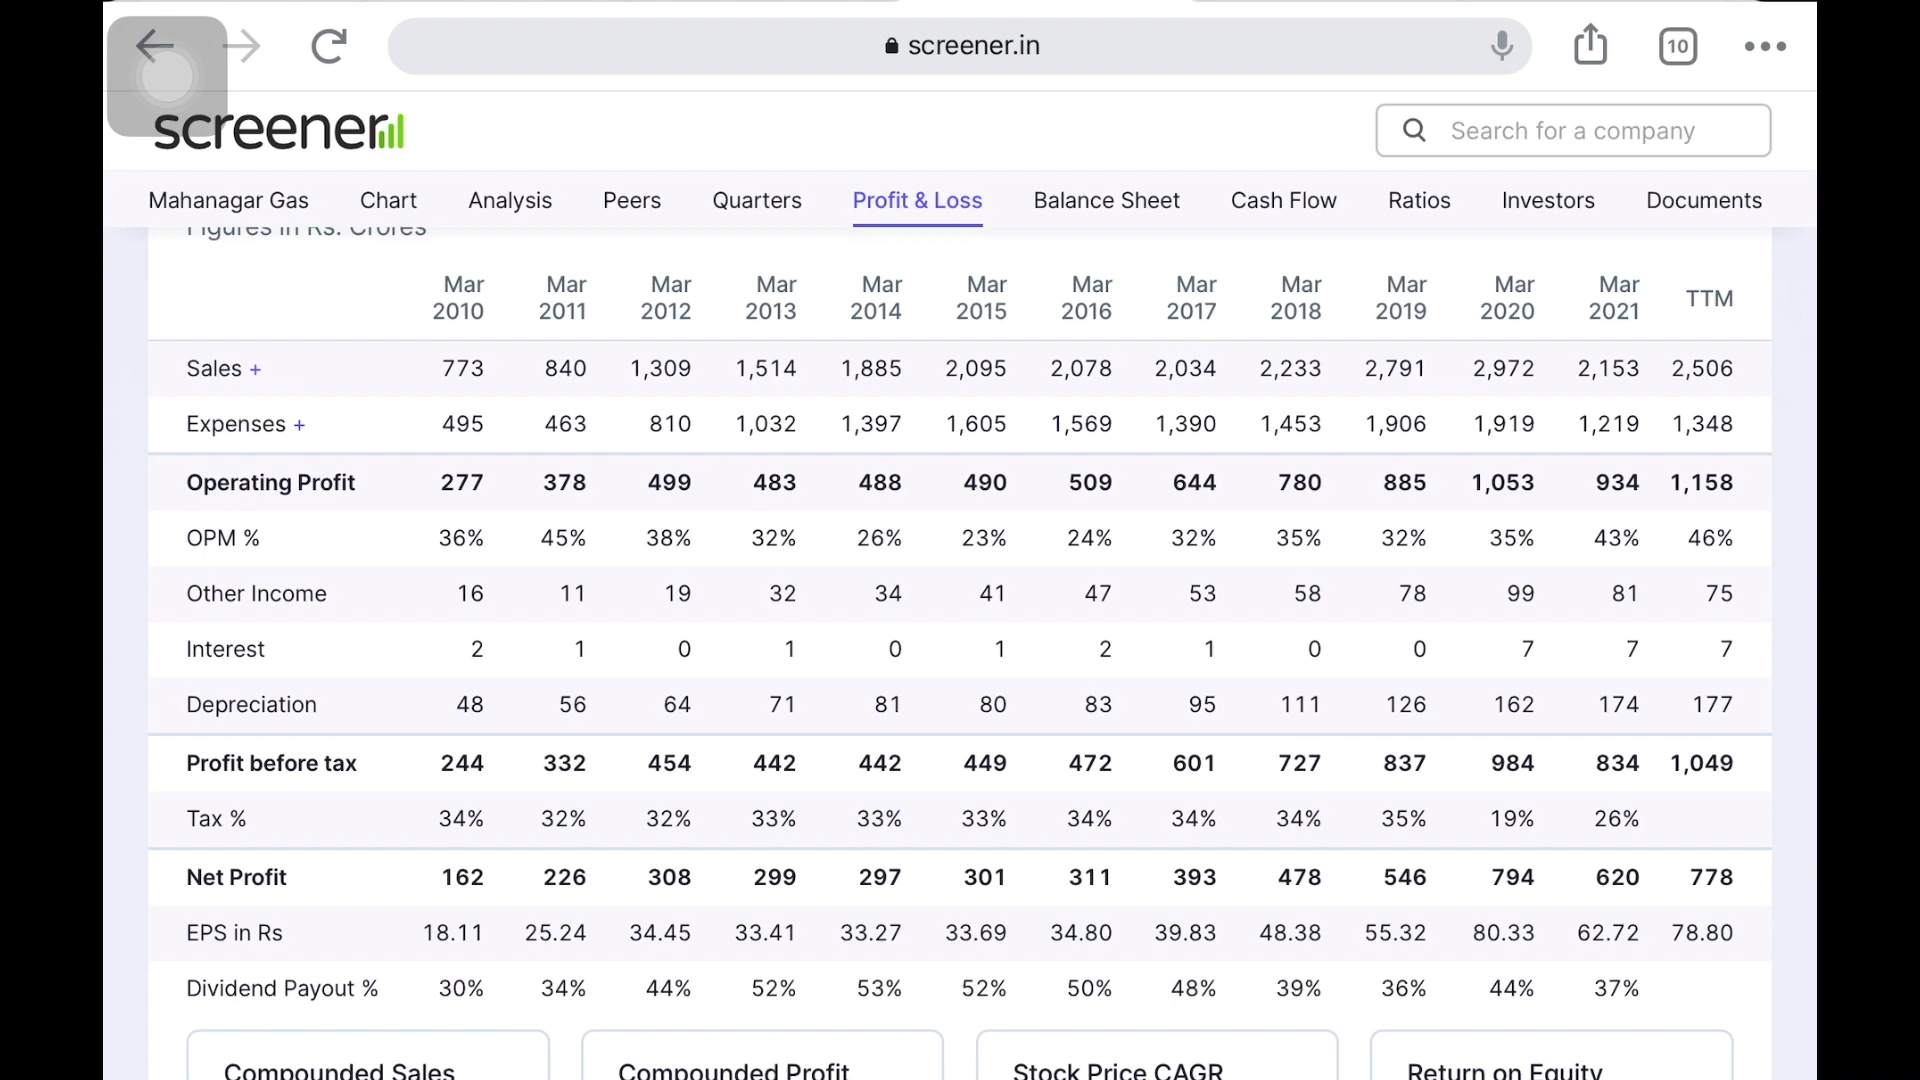 screener.in
10
screener
Search for a company
Mahanagar Gas Chart Analysis Peers Quarters Profit & Loss Balance Sheet Cash Flow Ratios Investors Documents
Figures in Rs. Crores
Mar 2010 Mar 2011 Mar 2012 Mar 2013 Mar 2014 Mar 2015 Mar 2016 Mar 2017 Mar 2018 Mar 2019 Mar 2020 Mar 2021 TTM
Sales + 773 840 1,309 1,514 1,885 2,095 2,078 2,034 2,233 2,791 2,972 2,153 2,506
Expenses + 495 463 810 1,032 1,397 1,605 1,569 1,390 1,453 1,906 1,919 1,219 1,348
Operating Profit 277 378 499 483 488 490 509 644 780 885 1,053 934 1,158
OPM % 36% 45% 38% 32% 26% 23% 24% 32% 35% 32% 35% 43% 46%
Other Income 16 11 19 32 34 41 47 53 58 78 99 81 75
Interest 2 1 0 1 0 1 2 1 0 0 7 7 7
Depreciation 48 56 64 71 81 80 83 95 111 126 162 174 177
Profit before tax 244 332 454 442 442 449 472 601 727 837 984 834 1,049
Tax % 34% 32% 32% 33% 33% 33% 34% 34% 34% 35% 19% 26%
Net Profit 162 226 308 299 297 301 311 393 478 546 794 620 778
EPS in Rs 18.11 25.24 34.45 33.41 33.27 33.69 34.80 39.83 48.38 55.32 80.33 62.72 78.80
Dividend Payout % 30% 34% 44% 52% 53% 52% 50% 48% 39% 36% 44% 37%
Compounded Sales Compounded Profit Stock Price CAGR Return on Equity